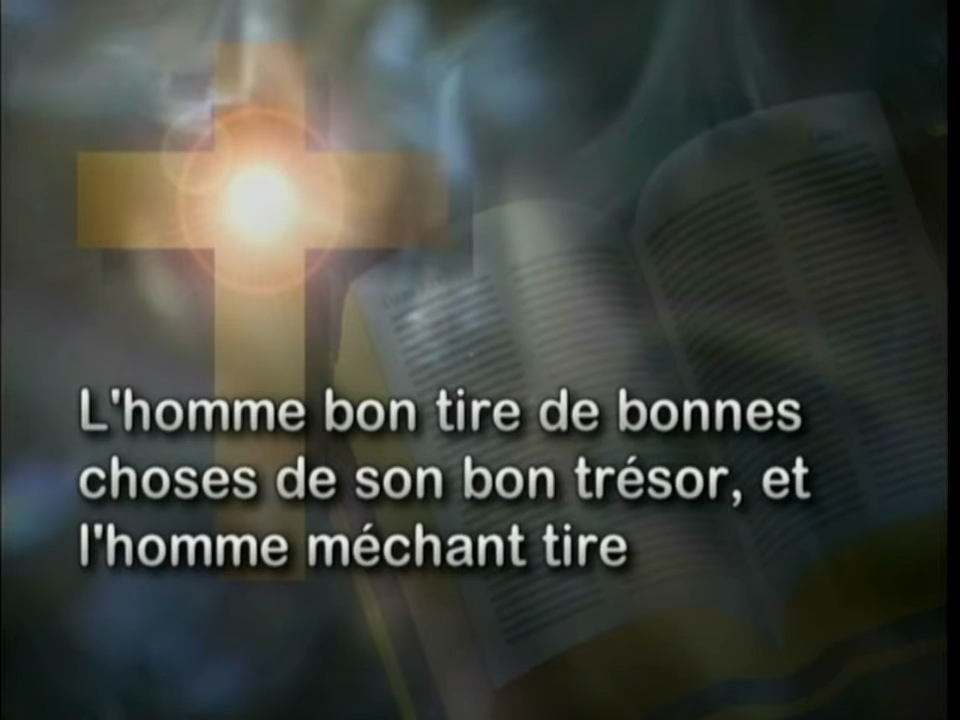 L'homme bon tire de bonnes
choses de son bon trésor, et
l'homme méchant tire